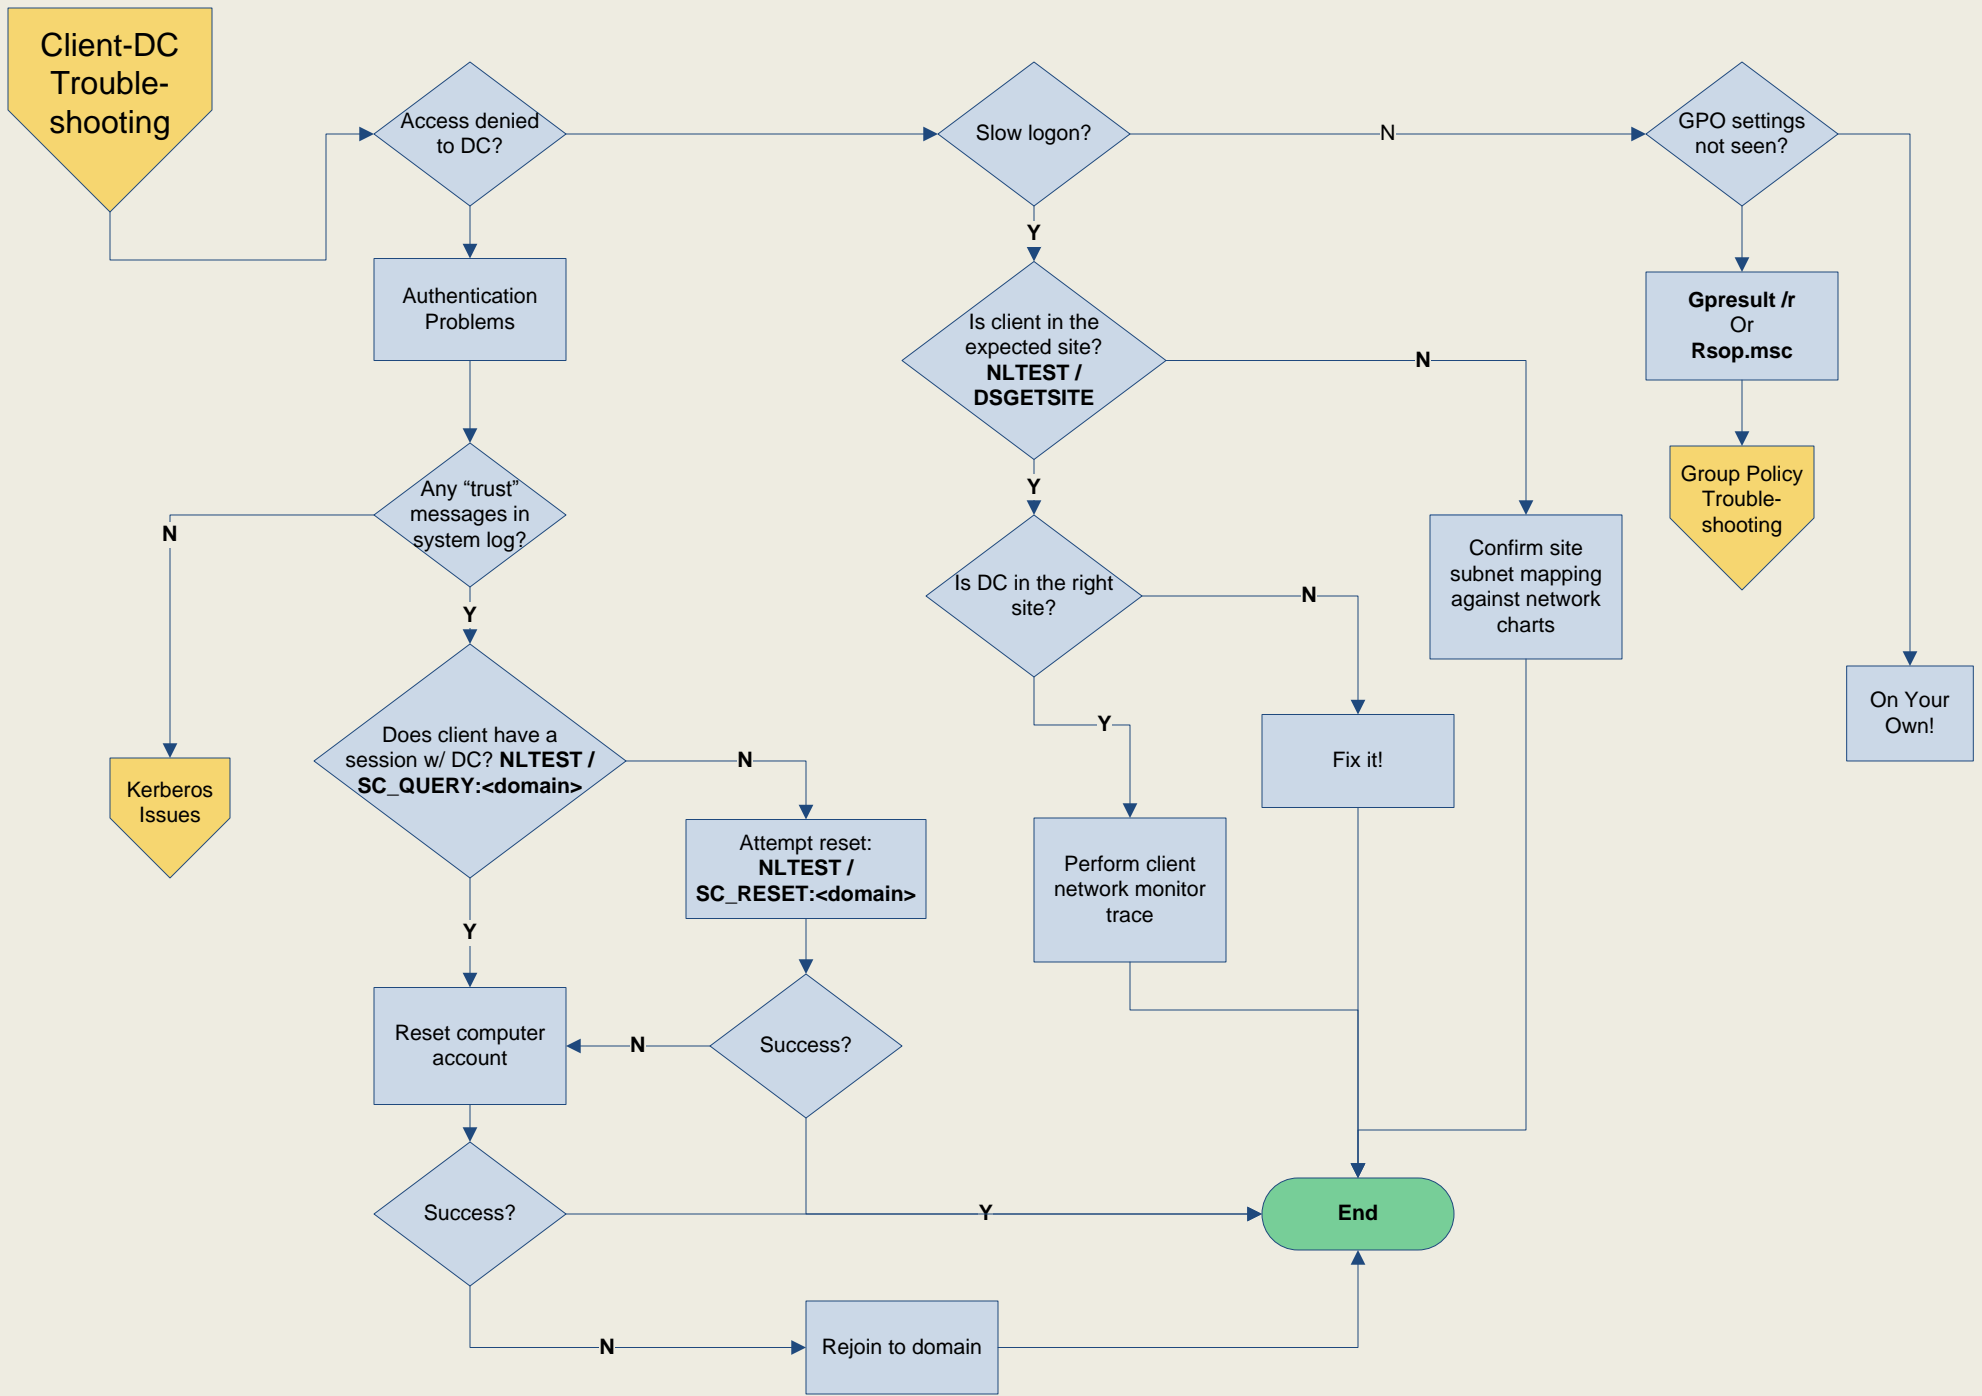 Client-DC
Trouble-
shooting
Access denied
to DC?
Slow logon?
N
GPO settings
not seen?
Y
Authentication
Problems
Is client in the
expected site?
NLTEST /
DSGETSITE
N
Gpresult /r
Or
Rsop.msc
Any “trust”
messages in
system log?
N
Y
Y
Group Policy
Trouble-
shooting
Is DC in the right
site?
N
Confirm site
subnet mapping
against network
charts
Does client have a
session w/ DC? NLTEST /
SC_QUERY:<domain>
N
Y
Fix it!
On Your
Own!
Kerberos
Issues
Attempt reset:
NLTEST /
SC_RESET:<domain>
Perform client
network monitor
trace
Y
Reset computer
account
N
Success?
Success?
Y
End
N
Rejoin to domain